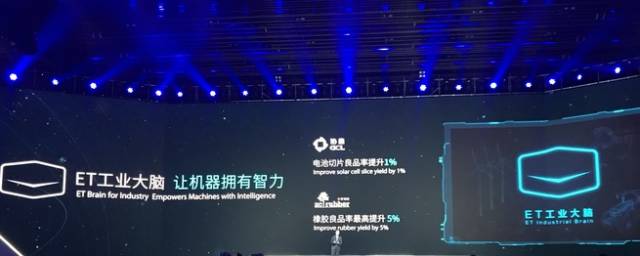 ET工业大脑 让机器拥有智力
ET Brain for Industry Empowers Machines with Intelligence
协鑫
GCL
电池切片良品率提升1%
Improve solar cell slice yield by 1%
rubber
橡胶良品率最高提升 5%
Improve rubber yield by 5%
ET工业大脑
ET Industrial Brain